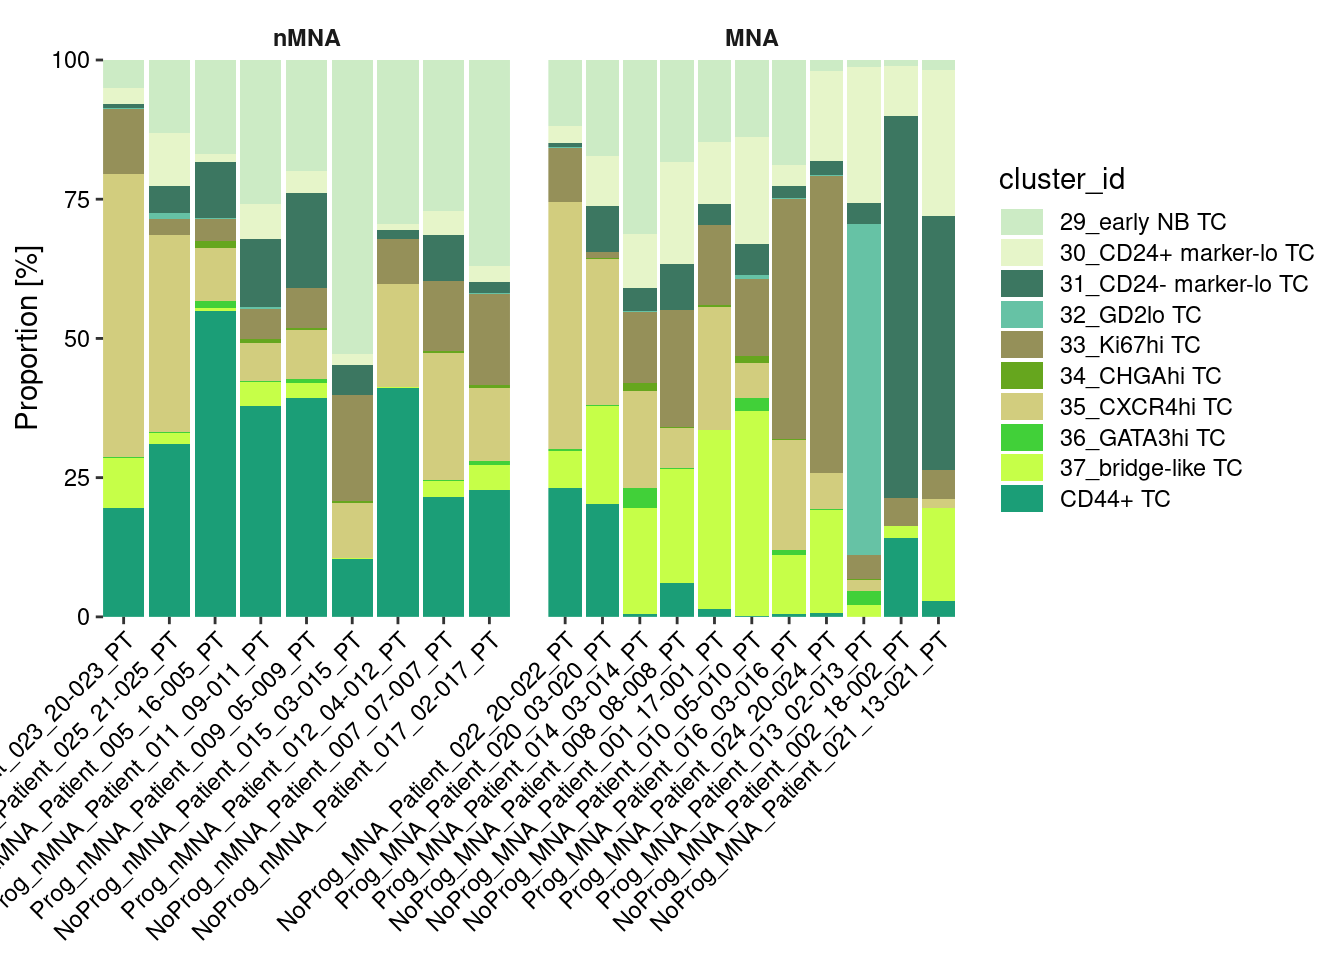 nMNA
MNA
Proportion [%]
100
75
50
25
0
023_20-023_PT
Patient_025_21-025_PT
MNA_Patient_005_16-005_PT
Prog_nMNA_Patient_011_09-011_PT
Prog_nMNA_Patient_009_05-009_PT
NoProg_nMNA_Patient_015_03-015_PT
Prog_nMNA_Patient_012_04-012_PT
NoProg_nMNA_Patient_007_07-007_PT
NoProg_nMNA_Patient_017_02-017_PT
NoProg_MNA_Patient_022_20-022_PT
Prog_MNA_Patient_020_03-020_PT
Prog_MNA_Patient_014_03-014_PT
NoProg_MNA_Patient_008_08-008_PT
NoProg_MNA_Patient_001_17-001_PT
NoProg_MNA_Patient_010_05-010_PT
Prog_MNA_Patient_016_03-016_PT
Prog_MNA_Patient_024_20-024_PT
Prog_MNA_Patient_013_02-013_PT
NoProg_MNA_Patient_002_18-002_PT
NoProg_MNA_Patient_021_13-021_PT
cluster_id
29_early NB TC
30_CD24+ marker-lo TC
31_CD24- marker-lo TC
32_GD2lo TC
33_Ki67hi TC
34_CHGAhi TC
35_CXCR4hi TC
36_GATA3hi TC
37_bridge-like TC
CD44+ TC